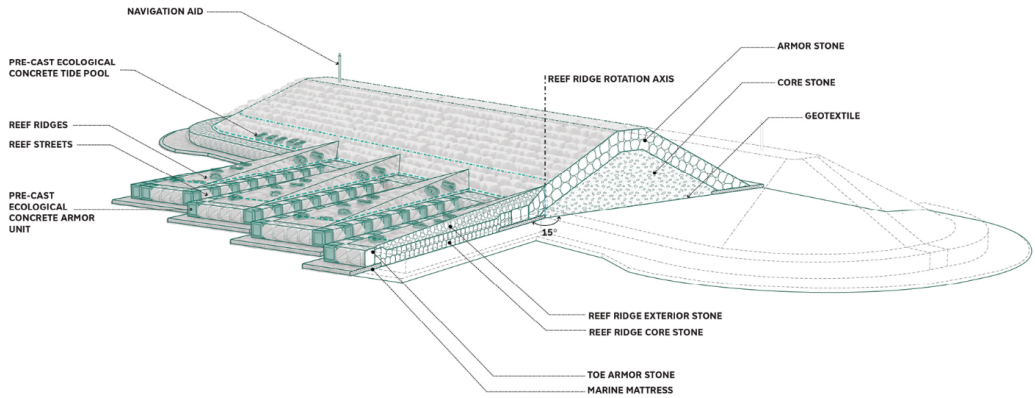 NAVIGATION AID
PRE-CAST ECOLOGICAL
CONCRETE TIDE POOL
REEF RIDGES
REEF STREETS
PRE-CAST
ECOLOGICAL
CONCRETE ARMOR
UNIT
REEF RIDGE ROTATION AXIS
ARMOR STONE
CORE STONE
GEOTEXTILE
15°
REEF RIDGE EXTERIOR STONE
REEF RIDGE CORE STONE
TOE ARMOR STONE
MARINE MATTRESS